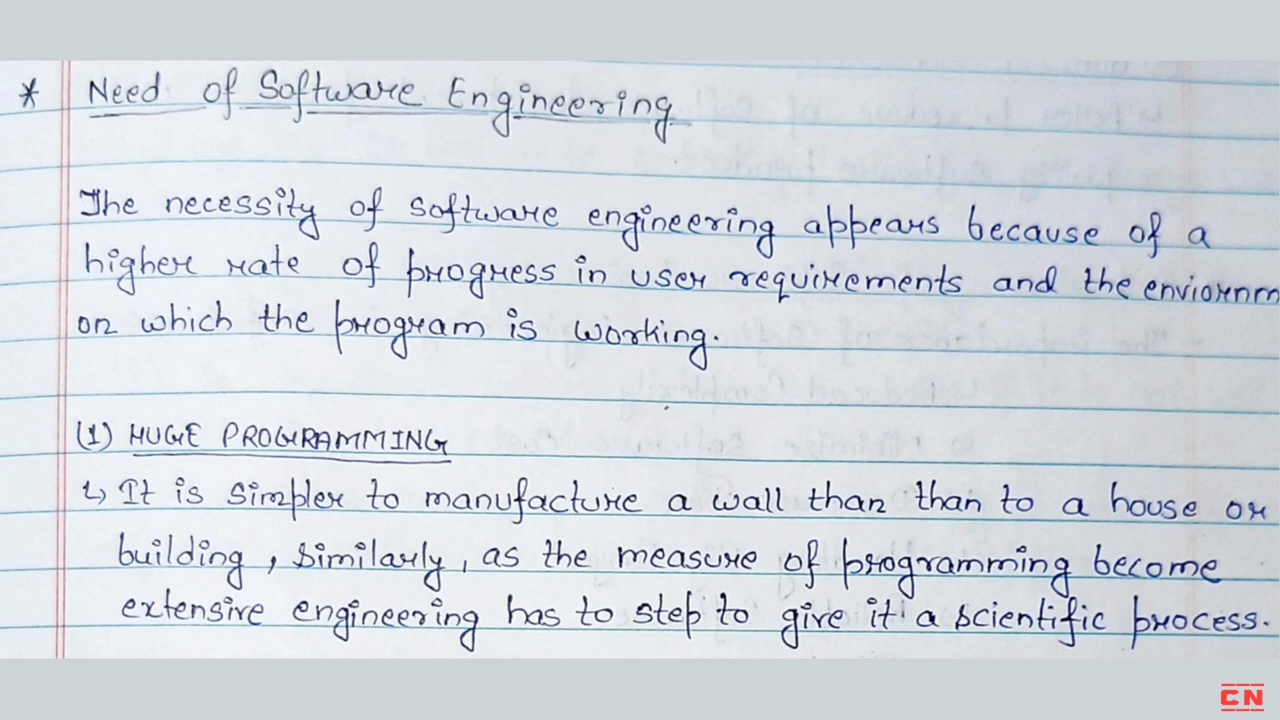 * Need of Software Engineering
The necessity of software engineering appears because of a
higher rate of progress in user requirements and the enviornm
on which the program is working.
(1) HUGE PROGRAMMING
↳ It is simpler to manufacture a wall than than to a house or
building, similarly, as the measure of programming become
extensive engineering has to step to give it a scientific process.
CN